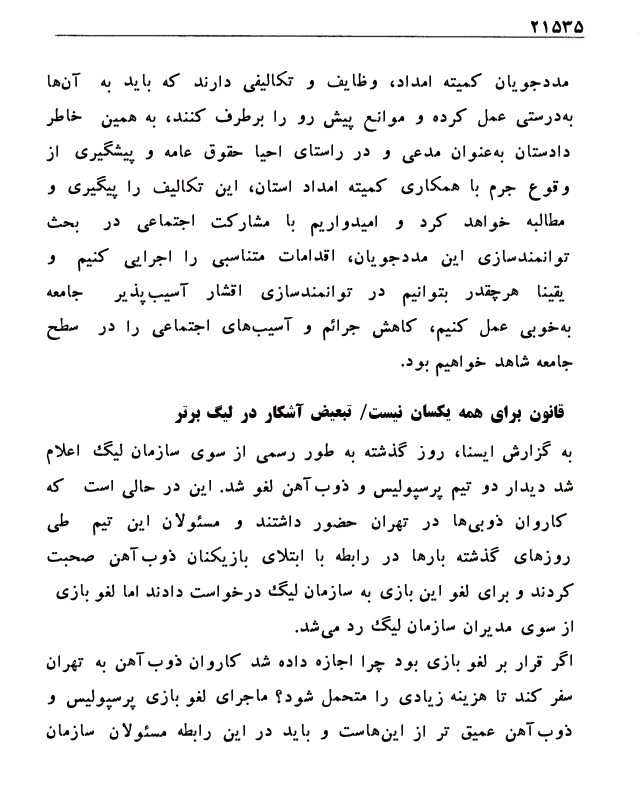 ۲۱۵۳۵
مددجویان کمیته امداد، وظایف و تکالیفی دارند که باید به آن‌ها
به‌درستی عمل کرده و موانع پیش رو را برطرف کنند، به همین خاطر
دادستان به‌عنوان مدعی و در راستای احیا حقوق عامه و پیشگیری از
وقوع جرم با همکاری کمیته امداد استان، این تکالیف را پیگیری و
مطالبه خواهد کرد و امیدواریم با مشارکت اجتماعی در بحث
توانمندسازی این مددجویان، اقدامات متناسبی را اجرایی کنیم و
یقینا هرچقدر بتوانیم در توانمندسازی اقشار آسیب‌پذیر جامعه
به‌خوبی عمل کنیم، کاهش جرائم و آسیب‌های اجتماعی را در سطح
جامعه شاهد خواهیم بود.
قانون برای همه یکسان نیست/ تبعیض آشکار در لیگ برتر
به گزارش ایسنا، روز گذشته به طور رسمی از سوی سازمان لیگ اعلام
شد دیدار دو تیم پرسپولیس و ذوب‌آهن لغو شد. این در حالی است که
کاروان ذوبی‌ها در تهران حضور داشتند و مسئولان این تیم طی
روزهای گذشته بارها در رابطه با ابتلای بازیکنان ذوب‌آهن صحبت
کردند و برای لغو این بازی به سازمان لیگ درخواست دادند اما لغو بازی
از سوی مدیران سازمان لیگ رد می‌شد.
اگر قرار بر لغو بازی بود چرا اجازه داده شد کاروان ذوب‌آهن به تهران
سفر کند تا هزینه زیادی را متحمل شود؟ ماجرای لغو بازی پرسپولیس و
ذوب‌آهن عمیق تر از این‌هاست و باید در این رابطه مسئولان سازمان